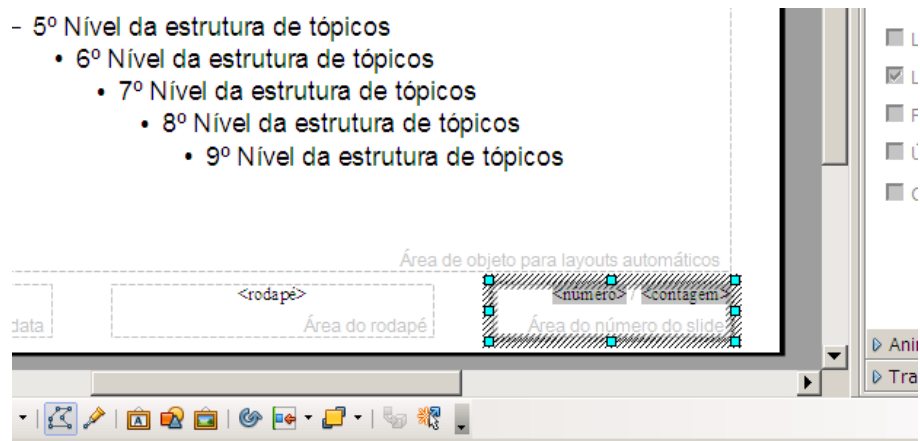 – 5º Nível da estrutura de tópicos
• 6º Nível da estrutura de tópicos
• 7º Nível da estrutura de tópicos
• 8º Nível da estrutura de tópicos
• 9º Nível da estrutura de tópicos
L
L
F
Ú
Área de objeto para layouts automáticos
<rodapé>
<número> / <contagem>
data
Área do rodapé
Área do número do slide
Ani
Tra